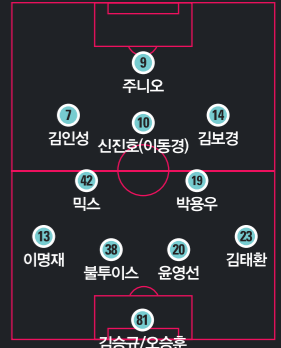 9
주니오
7
김인성
10
신진호(이동경)
14
김보경
42
믹스
19
박용우
13
이명재
38
불투이스
20
윤영선
23
김태환
81
김승규/오승훈